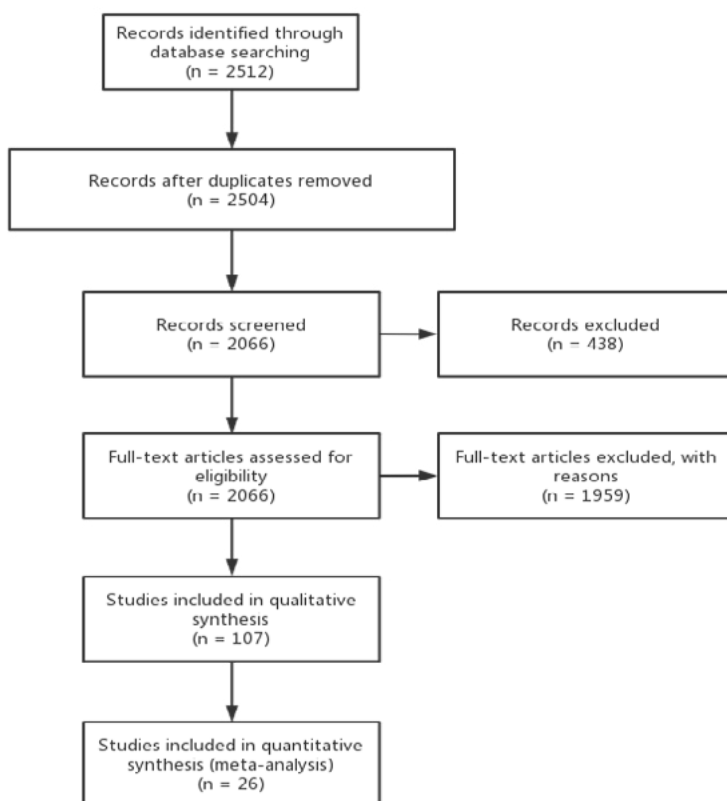 Records identified through
database searching
(n = 2512)
Records after duplicates removed
(n = 2504)
Records screened
(n = 2066)
Records excluded
(n = 438)
Full-text articles assessed for
eligibility
(n = 2066)
Full-text articles excluded, with
reasons
(n = 1959)
Studies included in qualitative
synthesis
(n = 107)
Studies included in quantitative
synthesis (meta-analysis)
(n = 26)